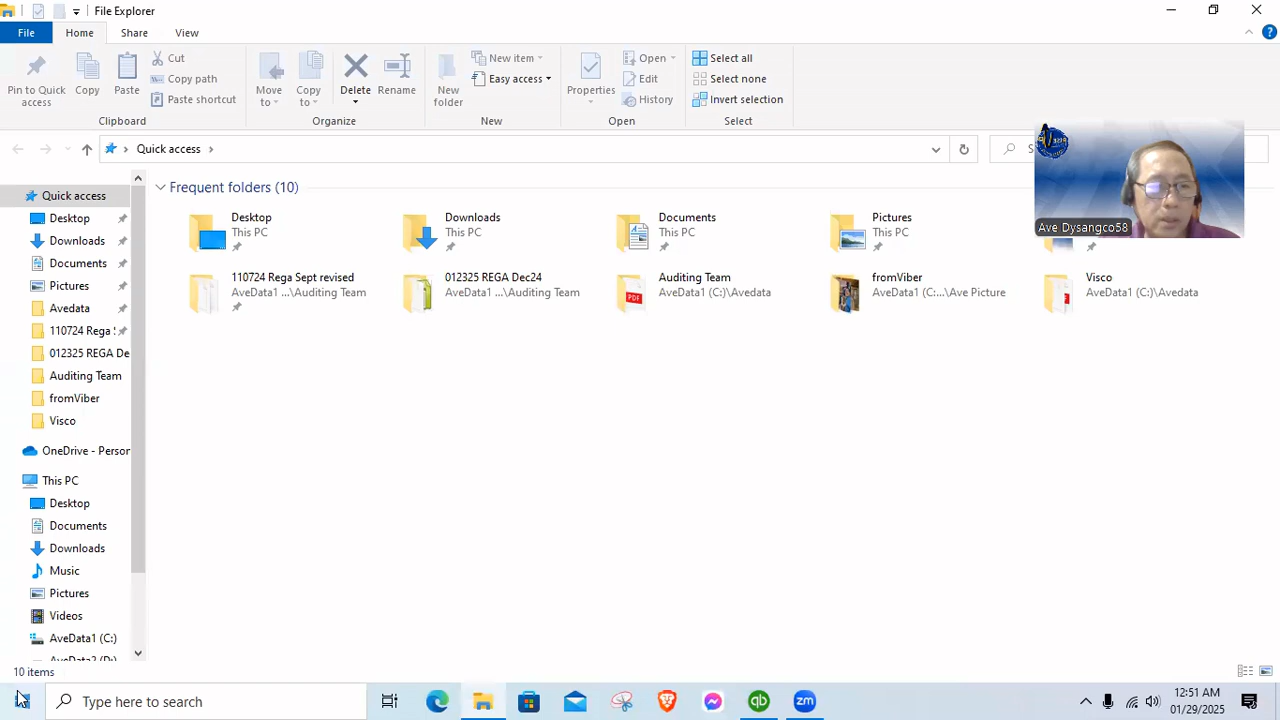 File Explorer
File Home Share View
Pin to Quick access
Copy
Paste
Cut
Copy path
Paste shortcut
Clipboard
Move to
Copy to
Delete
Rename
Organize
New folder
New item
Easy access
New
Properties
Open
Edit
History
Open
Select all
Select none
Invert selection
Select
Quick access
S
Ave Dysangco58
Quick access
Desktop
Downloads
Documents
Pictures
Avedata
110724 Rega S
012325 REGA De
Auditing Team
fromViber
Visco
OneDrive - Person
This PC
Desktop
Documents
Downloads
Music
Pictures
Videos
AveData1 (C:)
AveData2 (D:)
Frequent folders (10)
Desktop
This PC
Downloads
This PC
Documents
This PC
Pictures
This PC
110724 Rega Sept revised
AveData1 ...\Auditing Team
012325 REGA Dec24
AveData1 ...\Auditing Team
Auditing Team
AveData1 (C:)\Avedata
fromViber
AveData1 (C:...\Ave Picture
Visco
AveData1 (C:)\Avedata
10 items
Type here to search
qb
zm
12:51 AM
01/29/2025